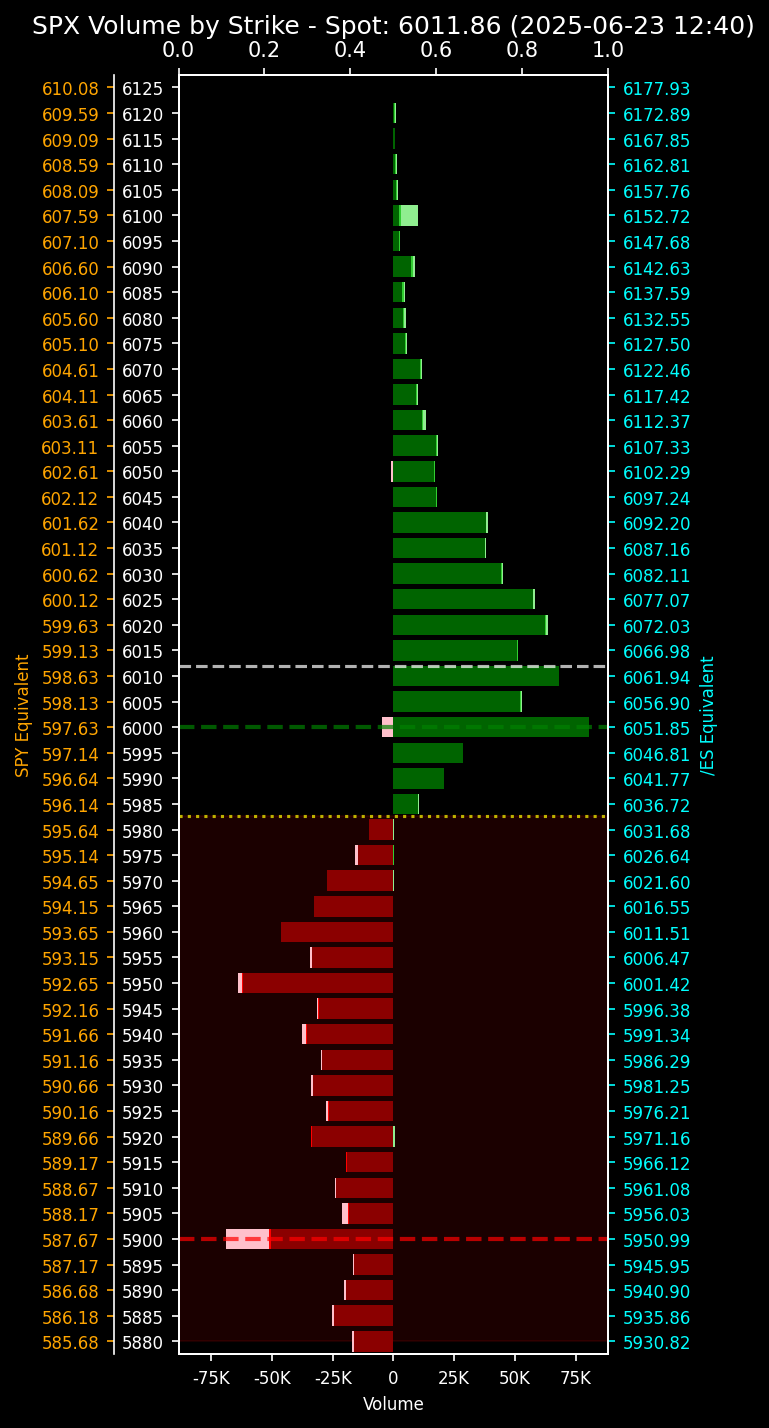 SPX Volume by Strike - Spot: 6011.86 (2025-06-23 12:40)
0.0 0.2 0.4 0.6 0.8 1.0
610.08 6125 6177.93
609.59 6120 6172.89
609.09 6115 6167.85
608.59 6110 6162.81
608.09 6105 6157.76
607.59 6100 6152.72
607.10 6095 6147.68
606.60 6090 6142.63
606.10 6085 6137.59
605.60 6080 6132.55
605.10 6075 6127.50
604.61 6070 6122.46
604.11 6065 6117.42
603.61 6060 6112.37
603.11 6055 6107.33
602.61 6050 6102.29
602.12 6045 6097.24
601.62 6040 6092.20
601.12 6035 6087.16
600.62 6030 6082.11
600.12 6025 6077.07
599.63 6020 6072.03
599.13 6015 6066.98
598.63 6010 6061.94
598.13 6005 6056.90
597.63 6000 6051.85
597.14 5995 6046.81
596.64 5990 6041.77
596.14 5985 6036.72
595.64 5980 6031.68
595.14 5975 6026.64
594.65 5970 6021.60
594.15 5965 6016.55
593.65 5960 6011.51
593.15 5955 6006.47
592.65 5950 6001.42
592.16 5945 5996.38
591.66 5940 5991.34
591.16 5935 5986.29
590.66 5930 5981.25
590.16 5925 5976.21
589.66 5920 5971.16
589.17 5915 5966.12
588.67 5910 5961.08
588.17 5905 5956.03
587.67 5900 5950.99
587.17 5895 5945.95
586.68 5890 5940.90
586.18 5885 5935.86
585.68 5880 5930.82
SPY Equivalent
/ES Equivalent
-75K -50K -25K 0 25K 50K 75K
Volume